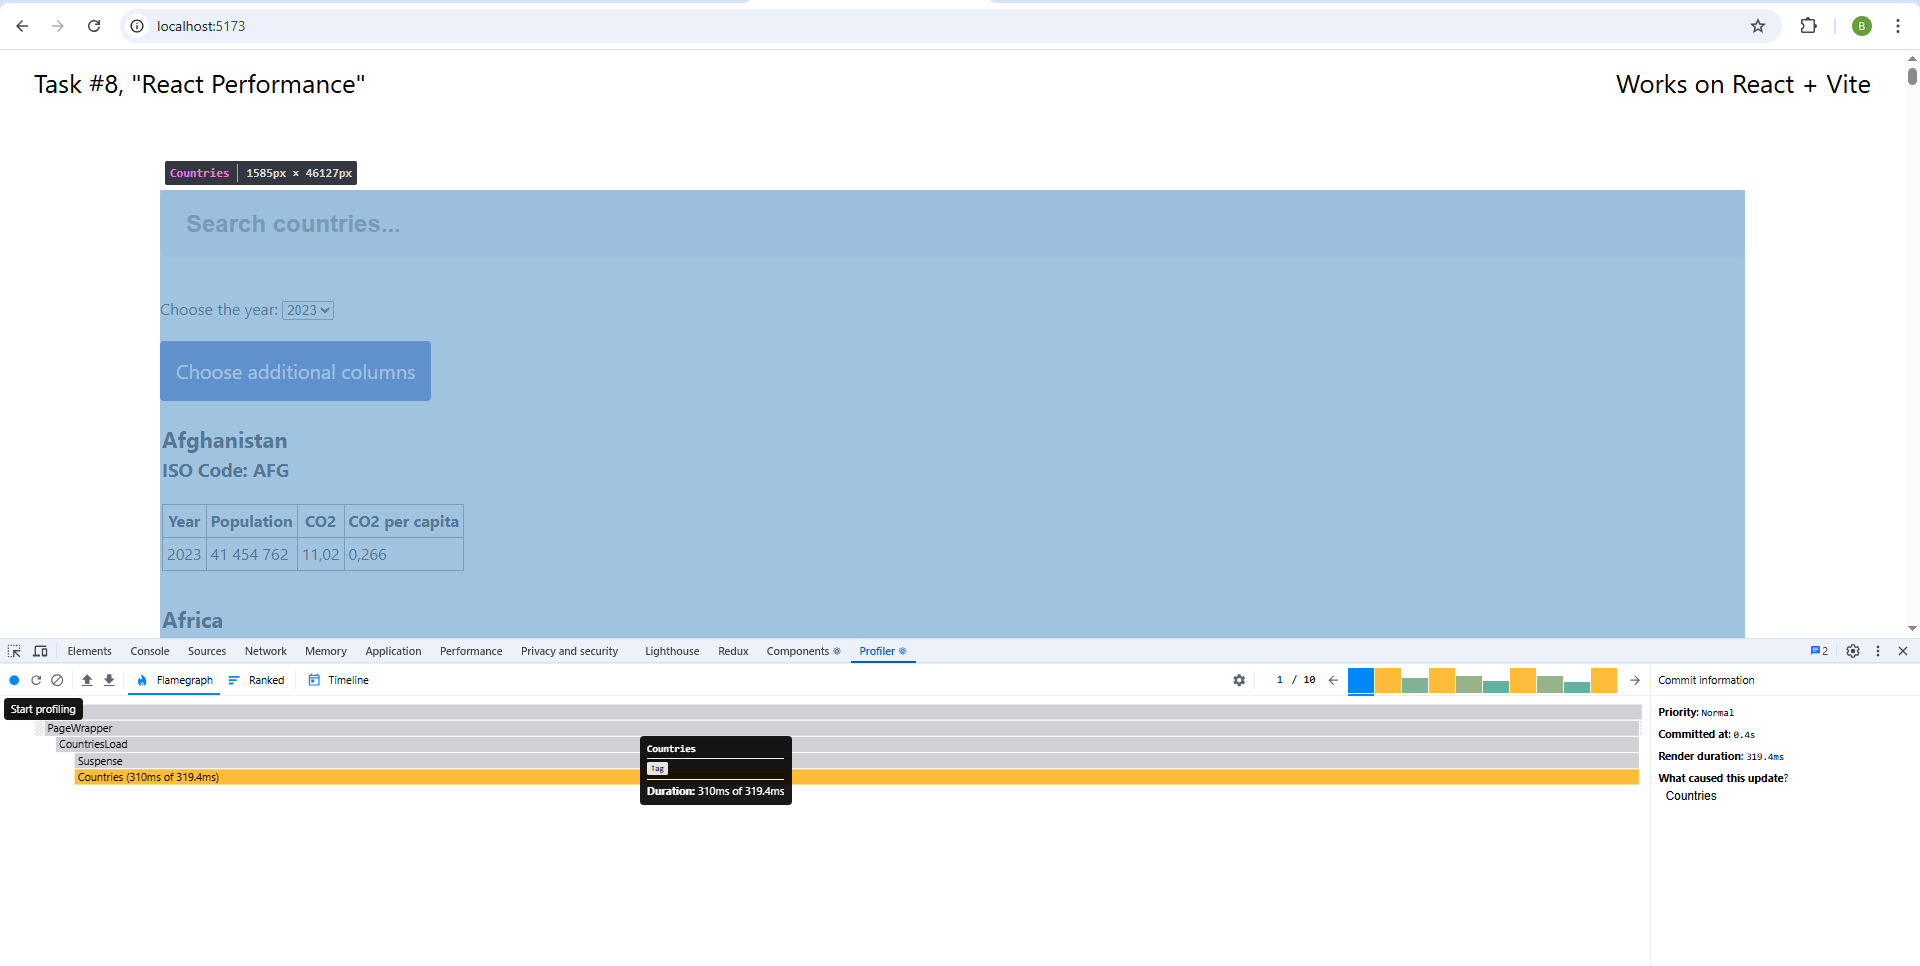 localhost:5173
B
Task #8, "React Performance"
Works on React + Vite
Countries 1585px × 46127px
Search countries...
Choose the year: 2023
Choose additional columns
Afghanistan
ISO Code: AFG
Year Population CO2 CO2 per capita
2023 41 454 762 11,02 0,266
Africa
Elements Console Sources Network Memory Application Performance Privacy and security Lighthouse Redux Components Profiler 2
Flamegraph Ranked Timeline 1 / 10 Commit information
Start profiling
Priority: Normal
PageWrapper
Committed at: 0.4s
CountriesLoad
Countries
Render duration: 319.4ms
Suspense
Tag
What caused this update?
Countries (310ms of 319.4ms)
Duration: 310ms of 319.4ms
Countries